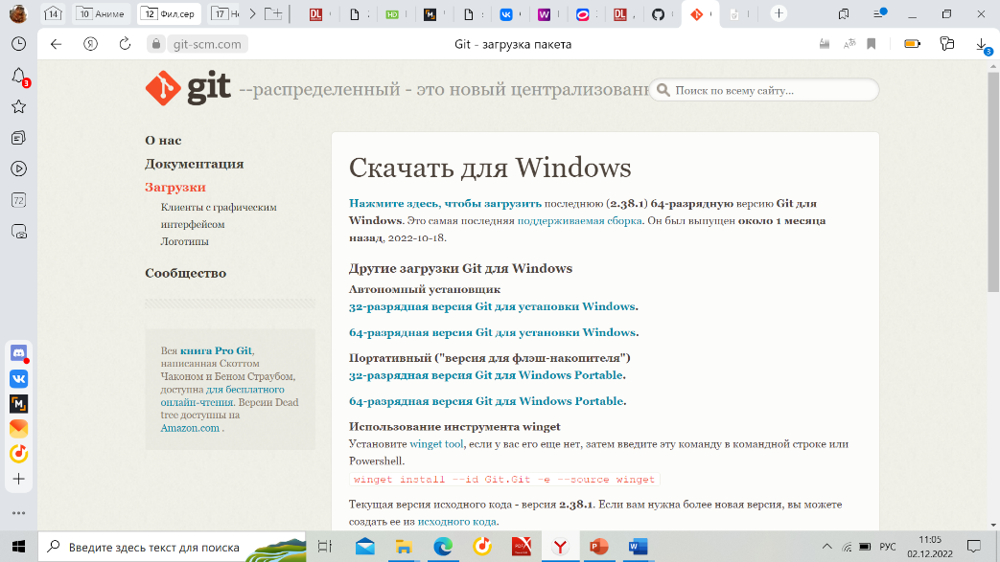 14
10 Аниме
12 Фил,сер
17
git-scm.com
Git - загрузка пакета
3
git --распределенный - это новый централизованн
Поиск по всему сайту...
О нас
Документация
Загрузки
Клиенты с графическим
интерфейсом
Логотипы
Сообщество
Вся книга Pro Git,
написанная Скоттом
Чаконом и Беном Страубом,
доступна для бесплатного
онлайн-чтения. Версии Dead
tree доступны на
Amazon.com .
Скачать для Windows
Нажмите здесь, чтобы загрузить последнюю (2.38.1) 64-разрядную версию Git для
Windows. Это самая последняя поддерживаемая сборка. Он был выпущен около 1 месяца
назад, 2022-10-18.
Другие загрузки Git для Windows
Автономный установщик
32-разрядная версия Git для установки Windows.
64-разрядная версия Git для установки Windows.
Портативный ("версия для флэш-накопителя")
32-разрядная версия Git для Windows Portable.
64-разрядная версия Git для Windows Portable.
Использование инструмента winget
Установите winget tool, если у вас его еще нет, затем введите эту команду в командной строке или
Powershell.
winget install --id Git.Git -e --source winget
Текущая версия исходного кода - версия 2.38.1. Если вам нужна более новая версия, вы можете
создать ее из исходного кода.
3
72
Введите здесь текст для поиска
РУС
11:05
02.12.2022